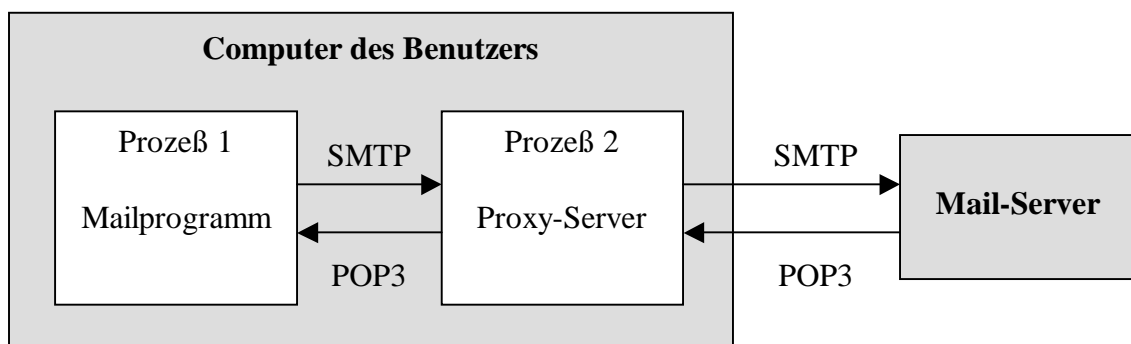 Computer des Benutzers
Prozeß 1
Mailprogramm
SMTP
POP3
Prozeß 2
Proxy-Server
SMTP
POP3
Mail-Server